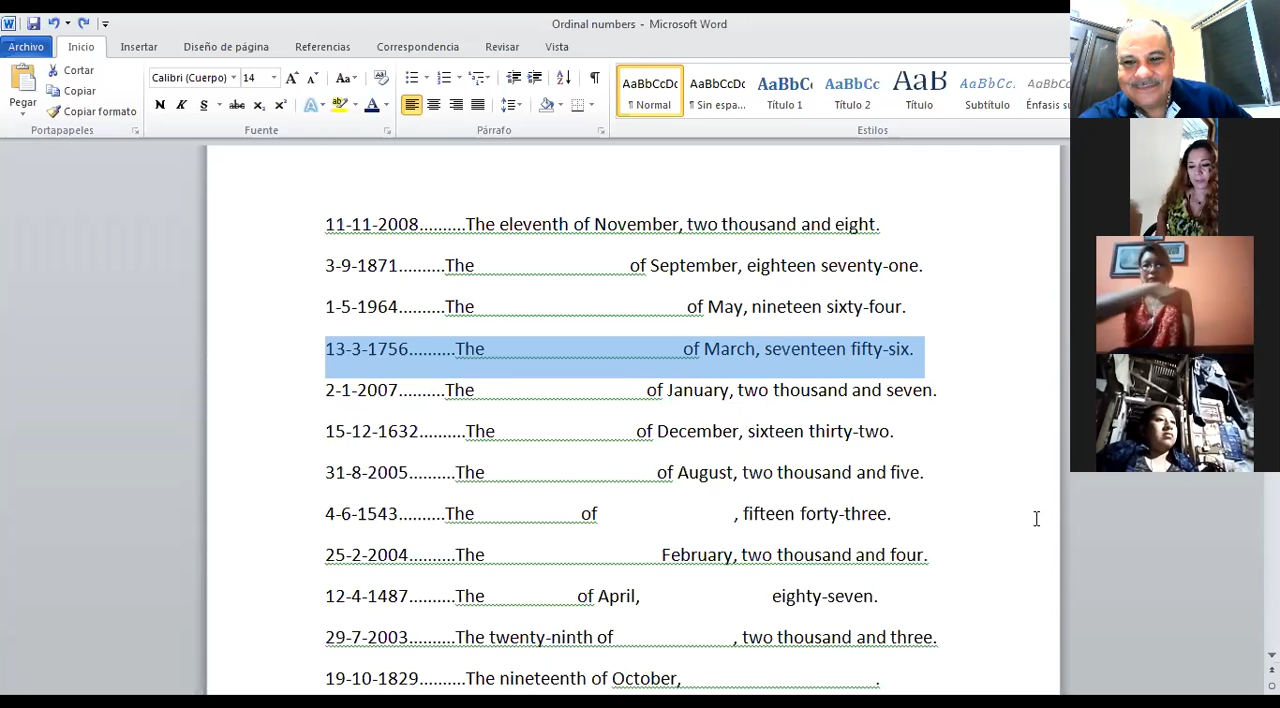 Ordinal numbers - Microsoft Word
Archivo Inicio Insertar Diseño de página Referencias Correspondencia Revisar Vista
Pegar
Cortar
Copiar
Copiar formato
Portapapeles
Calibri (Cuerpo) 14
Fuente
Párrafo
AaBbCcDc AaBbCcDc AaBbC AaBbCc AaB AaBbCc. AaBbCcDc
¶ Normal ¶ Sin espa... Título 1 Título 2 Título Subtítulo Énfasis su
Estilos
11-11-2008..........The eleventh of November, two thousand and eight.
3-9-1871..........The of September, eighteen seventy-one.
1-5-1964..........The of May, nineteen sixty-four.
13-3-1756..........The of March, seventeen fifty-six.
2-1-2007..........The of January, two thousand and seven.
15-12-1632..........The of December, sixteen thirty-two.
31-8-2005..........The of August, two thousand and five.
4-6-1543..........The of , fifteen forty-three.
25-2-2004..........The February, two thousand and four.
12-4-1487..........The of April, eighty-seven.
29-7-2003..........The twenty-ninth of , two thousand and three.
19-10-1829..........The nineteenth of October, .